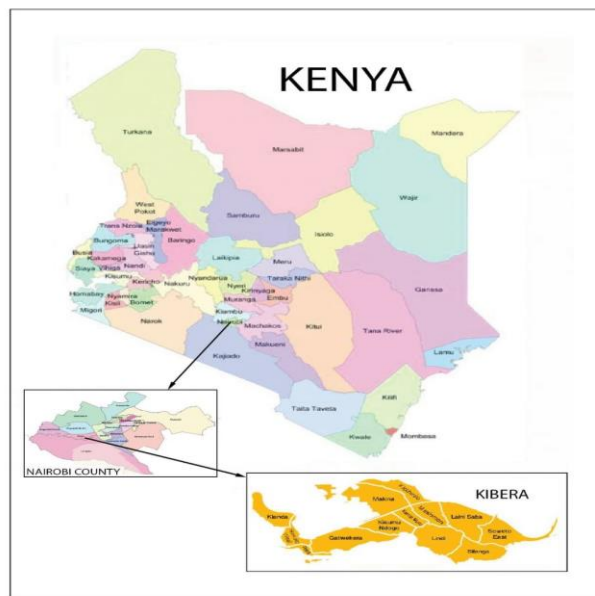 KENYA
Turkana
Marsabit
Mandera
Wajir
West
Pokot
Samburu
Isiolo
Trans Nzoia
Elgeyo
Marakwet
Baringo
Bungoma
Uasin
Gishu
Busia
Kakamega
Laikipia
Meru
Siaya
Vihiga
Nandi
Kisumu
Nyandarua
Tharaka Nithi
Garissa
Kericho
Nakuru
Nyeri
Kirinyaga
Embu
Homabay
Nyamira
Kisii
Bomet
Muranga
Kiambu
Migori
Narok
Nairobi
Machakos
Kitui
Tana River
Makueni
Lamu
Kajiado
Kilifi
Taita Taveta
Kwale
Mombasa
NAIROBI COUNTY
KIBERA
Kianda
Makina
Laini Saba
Soweto
East
Gatwekera
Kisumu
Ndogo
Lindi
Silanga